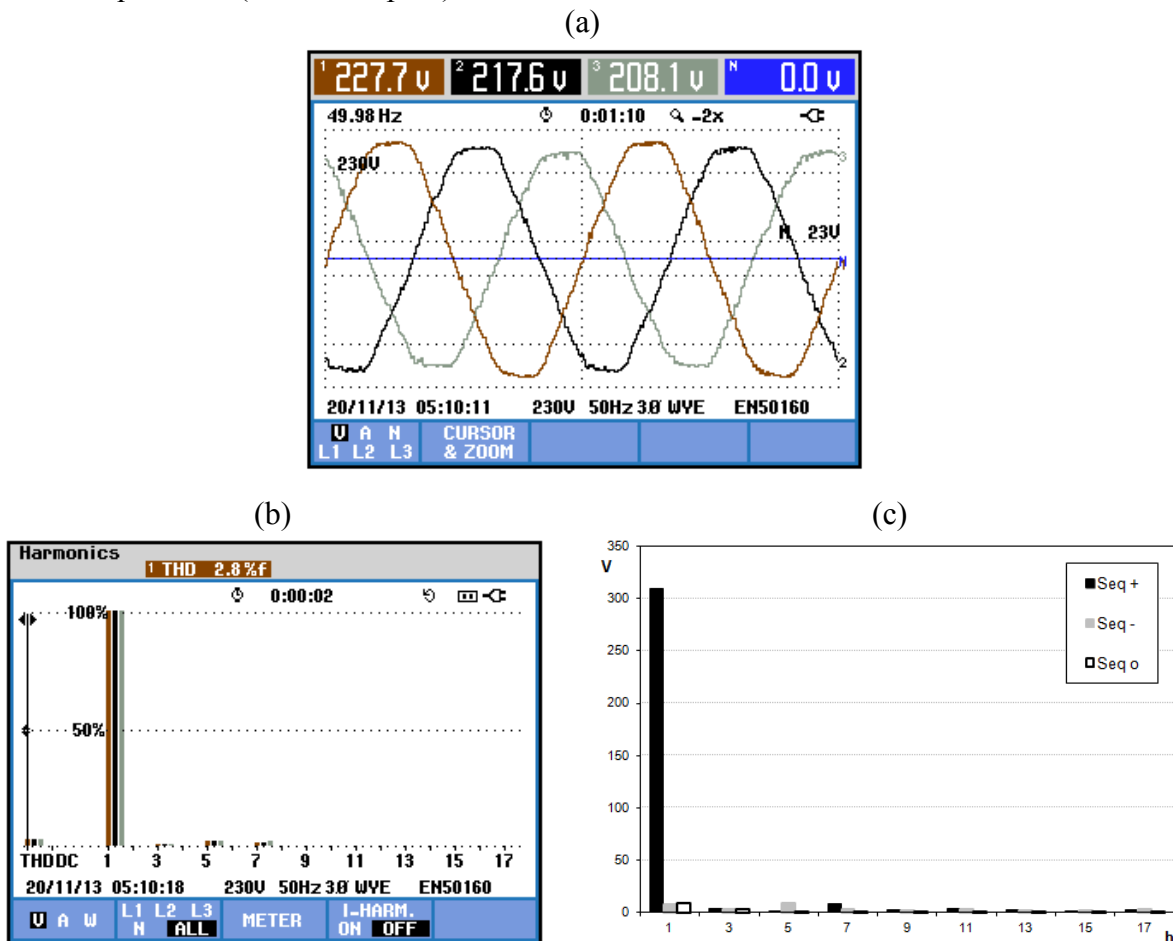 (a)
1 227.7 V 2 217.6 V 3 208.1 V N 0.0 V
49.98 Hz 0:01:10 -2x
230V
3
N 23V
N
2
20/11/13 05:10:11 230V 50Hz 3Ø WYE EN50160
V A N
L1 L2 L3
CURSOR
& ZOOM
(b)
Harmonics
1 THD 2.8%f
0:00:02
100%
50%
THD DC 1 3 5 7 9 11 13 15 17
20/11/13 05:10:18 230V 50Hz 3Ø WYE EN50160
V A W
L1 L2 L3
N ALL
METER
I-HARM.
ON OFF
(c)
350
V
300
250
200
150
100
50
0
1 3 5 7 9 11 13 15 17
h
Seq +
Seq -
Seq o